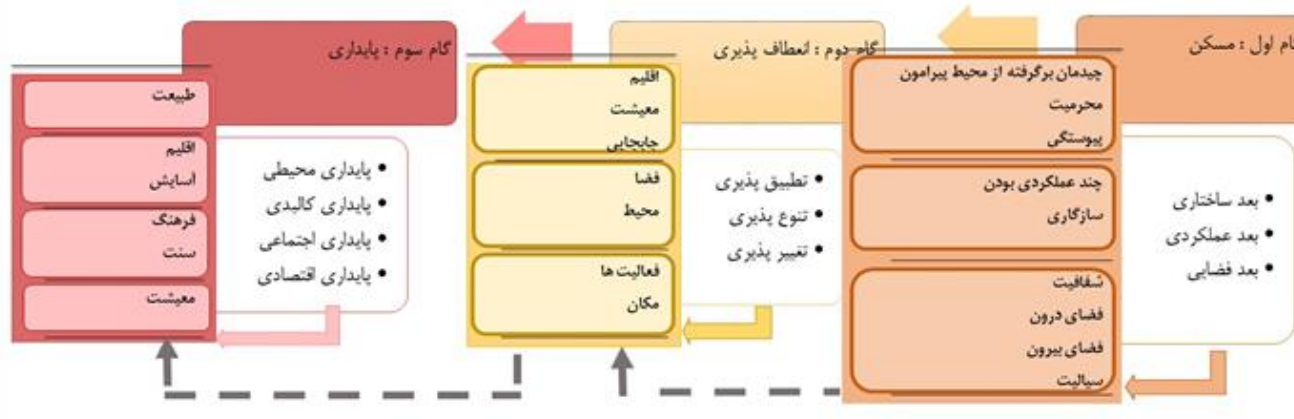 گام اول : مسکن
• بعد ساختاری
• بعد عملکردی
• بعد فضایی
چیدمان برگرفته از محیط پیرامون
محرمیت
پیوستگی
چند عملکردی بودن
سازگاری
شفافیت
فضای درون
فضای بیرون
سیالیت
گام دوم : انعطاف پذیری
• تطبیق پذیری
• تنوع پذیری
• تغییر پذیری
اقلیم
معیشت
جابجایی
فضا
محیط
فعالیت ها
مکان
گام سوم : پایداری
• پایداری محیطی
• پایداری کالبدی
• پایداری اجتماعی
• پایداری اقتصادی
طبیعت
اقلیم
آسایش
فرهنگ
سنت
معیشت